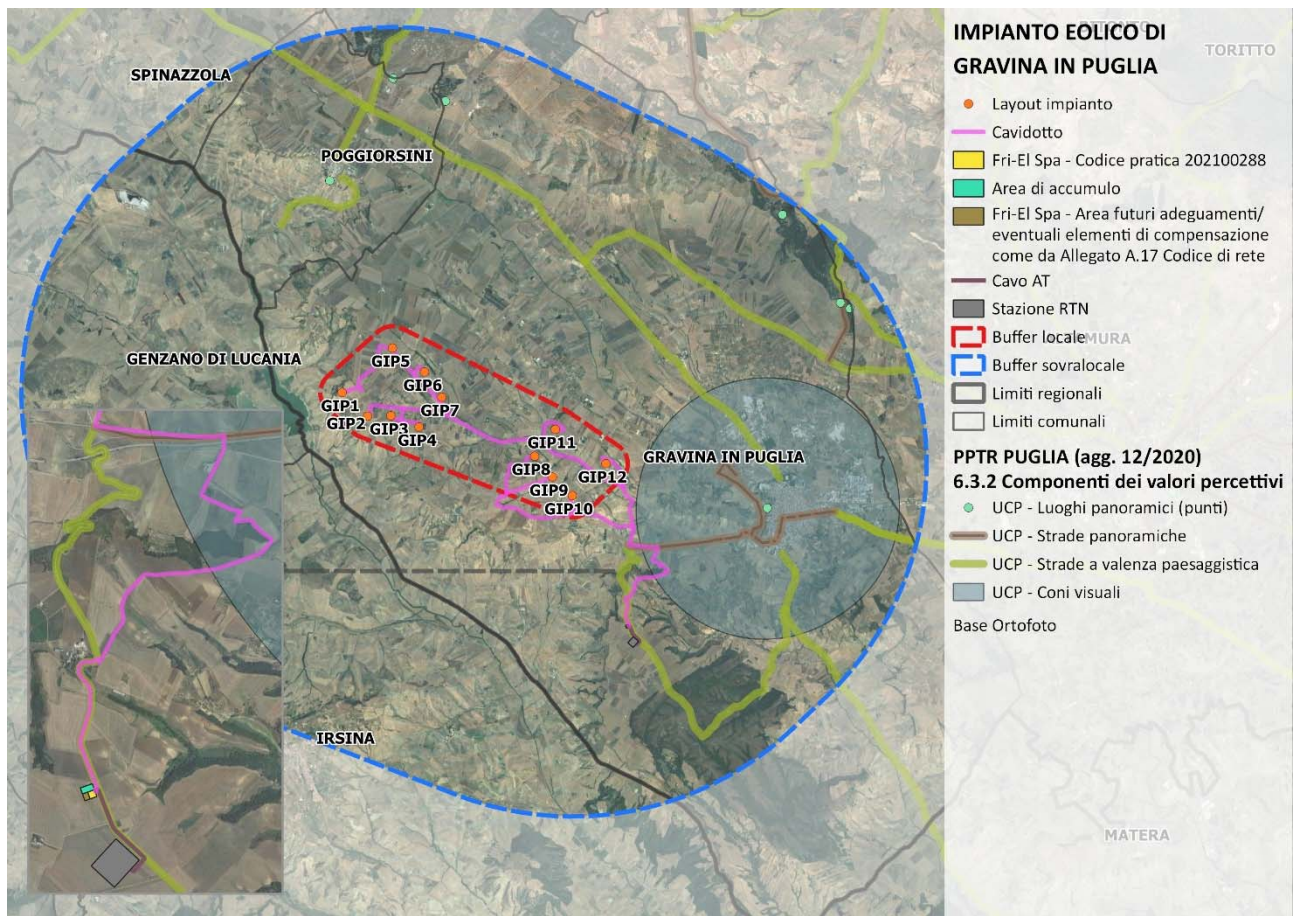 SPINAZZOLA
POGGIORSINI
GENZANO DI LUCANIA
GIP5
GIP6
GIP1
GIP7
GIP2
GIP3
GIP4
GIP11
GIP8
GIP12
GIP9
GIP10
GRAVINA IN PUGLIA
IRSINA
IMPIANTO EOLICO DI
GRAVINA IN PUGLIA
BITONTO
TORITTO
Layout impianto
Cavidotto
Fri-El Spa - Codice pratica 202100288
Area di accumulo
Fri-El Spa - Area futuri adeguamenti/
eventuali elementi di compensazione
come da Allegato A.17 Codice di rete
Cavo AT
Stazione RTN
Buffer locale
Buffer sovralocale
Limiti regionali
Limiti comunali
PPTR PUGLIA (agg. 12/2020)
6.3.2 Componenti dei valori percettivi
UCP - Luoghi panoramici (punti)
UCP - Strade panoramiche
UCP - Strade a valenza paesaggistica
UCP - Coni visuali
Base Ortofoto
MATERA